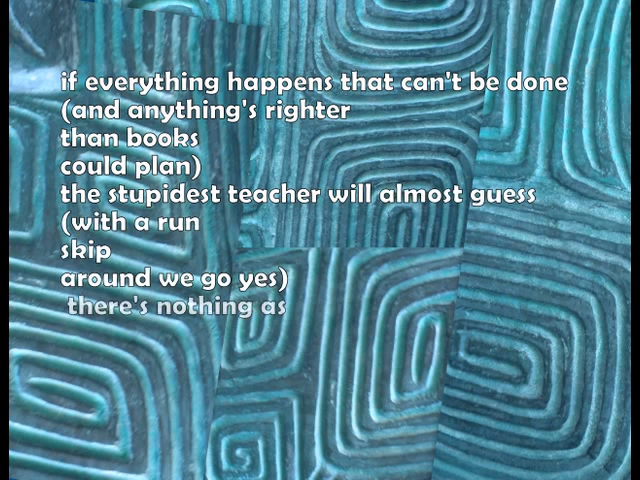 if everything happens that can't be done
(and anything's righter
than books
could plan)
the stupidest teacher will almost guess
(with a run
skip
around we go yes)
there's nothing as